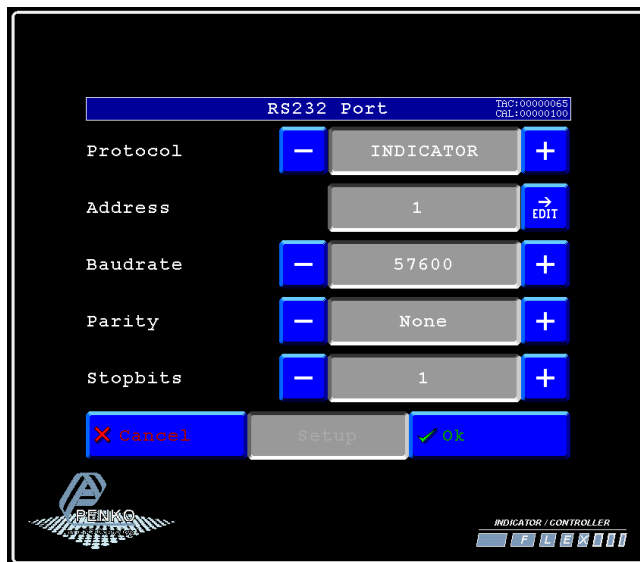 RS232 Port
TAC:00000065
CAL:00000100
Protocol − INDICATOR +
Address 1 → EDIT
Baudrate − 57600 +
Parity − None +
Stopbits − 1 +
Cancel Setup Ok
PENKO
INDICATOR / CONTROLLER
FLEX